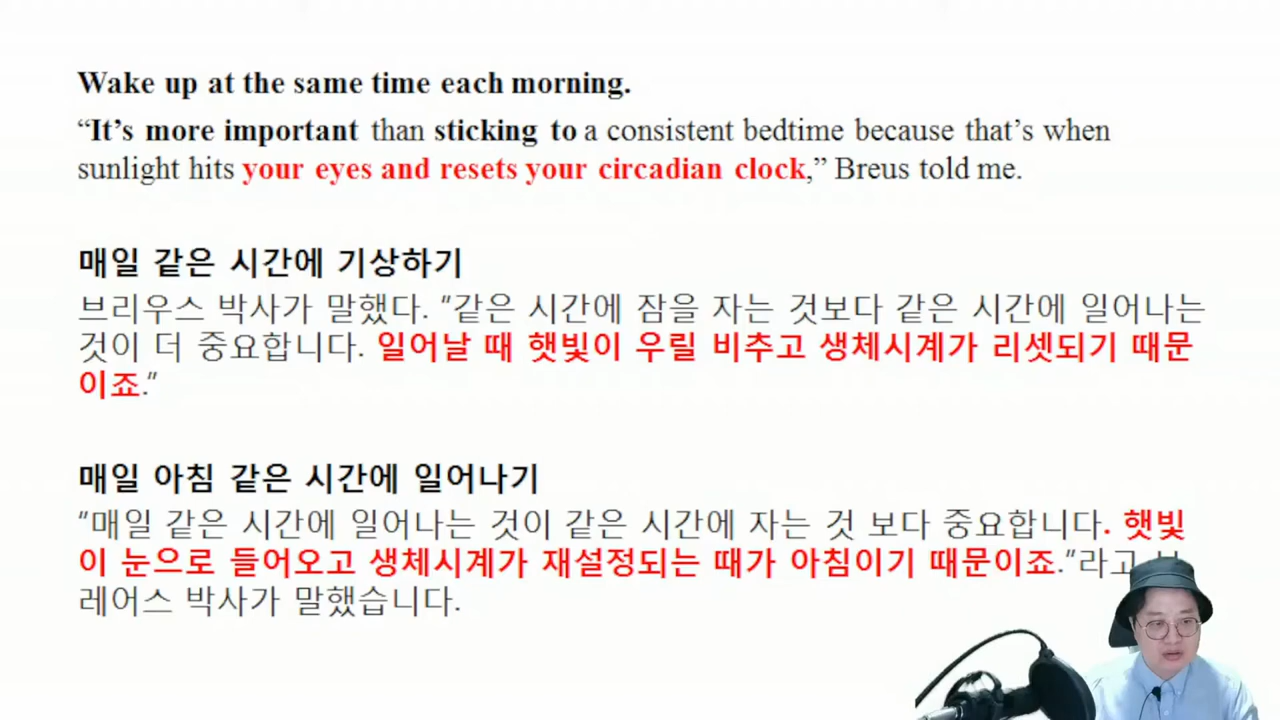 Wake up at the same time each morning.
“It’s more important than sticking to a consistent bedtime because that’s when
sunlight hits your eyes and resets your circadian clock,” Breus told me.
매일 같은 시간에 기상하기
브리우스 박사가 말했다. “같은 시간에 잠을 자는 것보다 같은 시간에 일어나는
것이 더 중요합니다. 일어날 때 햇빛이 우릴 비추고 생체시계가 리셋되기 때문
이죠.”
매일 아침 같은 시간에 일어나기
“매일 같은 시간에 일어나는 것이 같은 시간에 자는 것 보다 중요합니다. 햇빛
이 눈으로 들어오고 생체시계가 재설정되는 때가 아침이기 때문이죠.”라고
레어스 박사가 말했습니다.